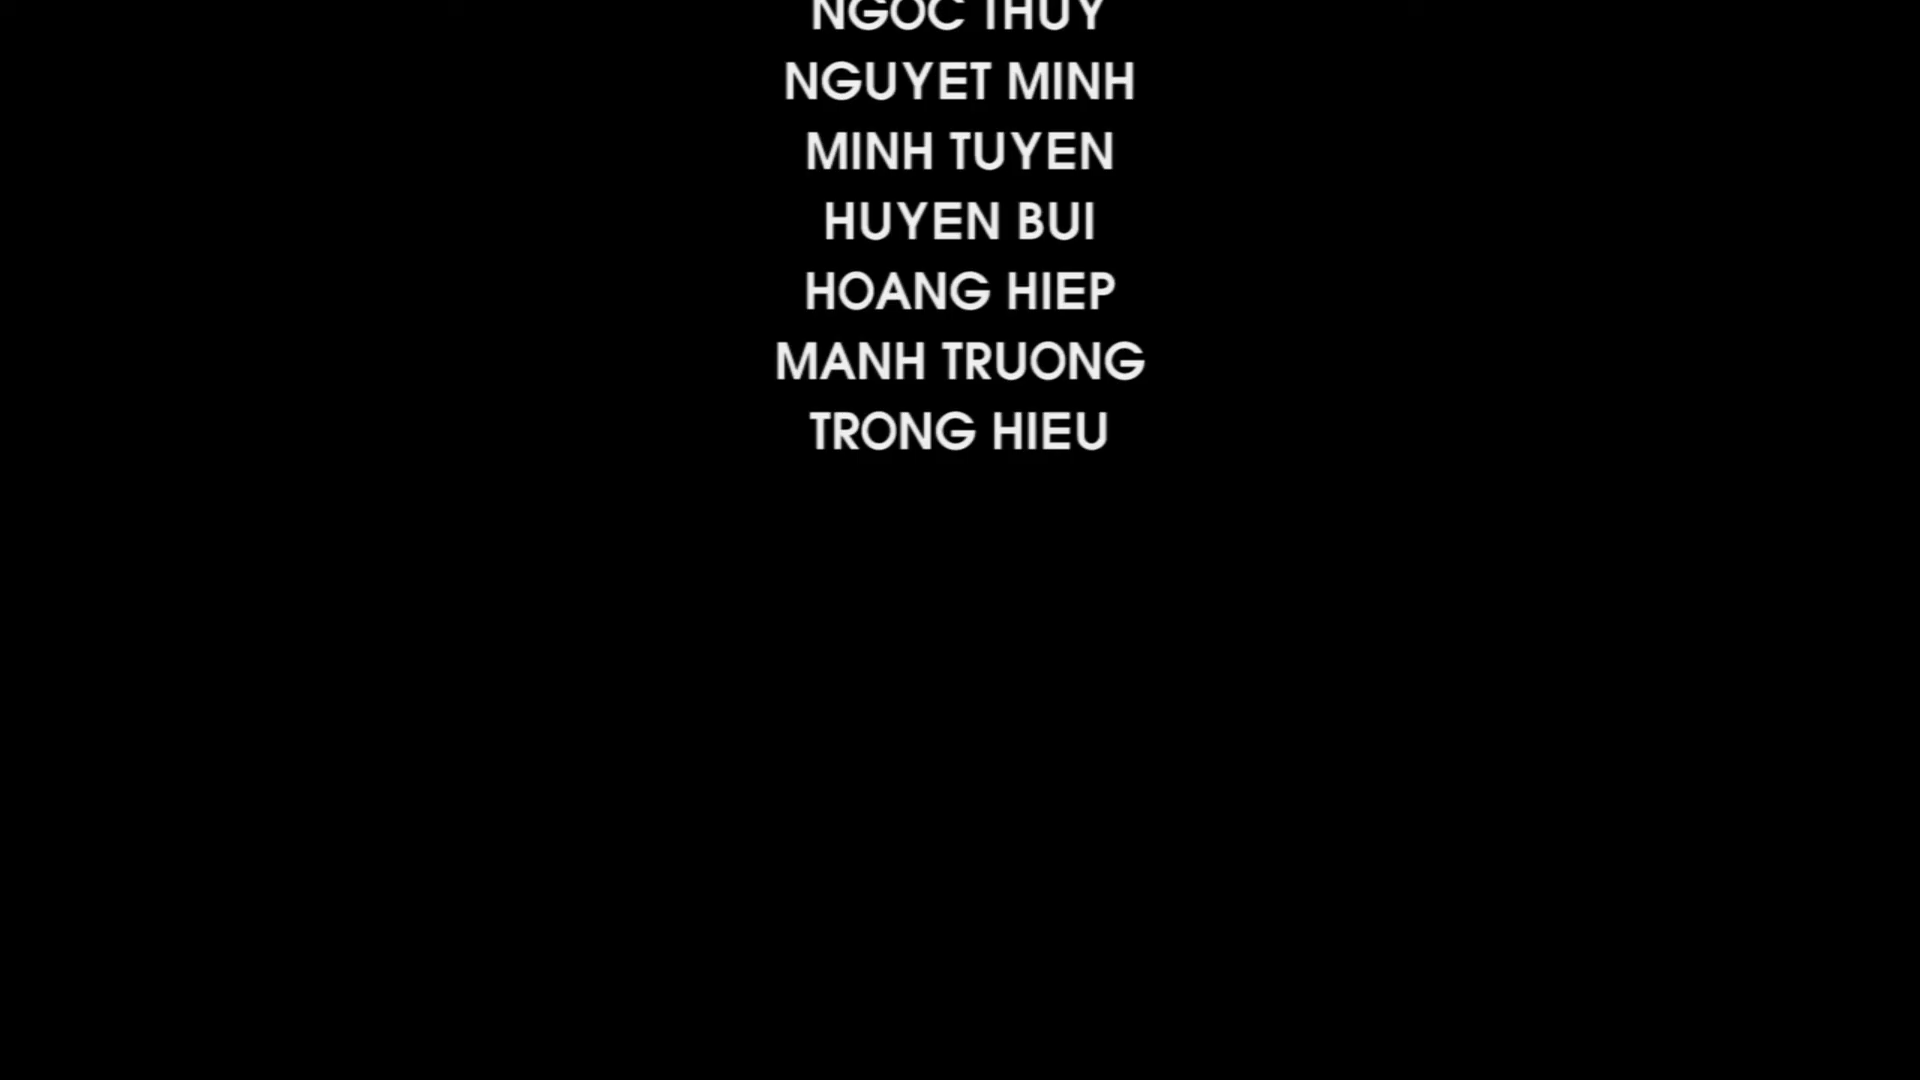 NGOC THUY
NGUYET MINH
MINH TUYEN
HUYEN BUI
HOANG HIEP
MANH TRUONG
TRONG HIEU